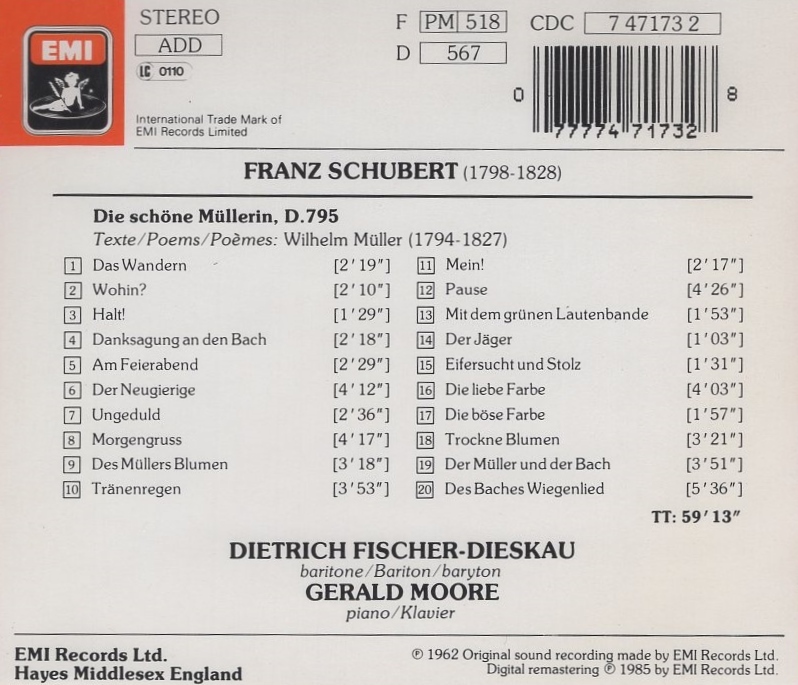 EMI
STEREO
ADD
LC 0110
F PM 518 CDC 7 47173 2
D 567
0 77774 71732 8
International Trade Mark of
EMI Records Limited
FRANZ SCHUBERT (1798-1828)
Die schöne Müllerin, D.795
Texte/Poems/Poèmes: Wilhelm Müller (1794-1827)
1 Das Wandern [2'19"]
2 Wohin? [2'10"]
3 Halt! [1'29"]
4 Danksagung an den Bach [2'18"]
5 Am Feierabend [2'29"]
6 Der Neugierige [4'12"]
7 Ungeduld [2'36"]
8 Morgengruss [4'17"]
9 Des Müllers Blumen [3'18"]
10 Tränenregen [3'53"]
11 Mein! [2'17"]
12 Pause [4'26"]
13 Mit dem grünen Lautenbande [1'53"]
14 Der Jäger [1'03"]
15 Eifersucht und Stolz [1'31"]
16 Die liebe Farbe [4'03"]
17 Die böse Farbe [1'57"]
18 Trockne Blumen [3'21"]
19 Der Müller und der Bach [3'51"]
20 Des Baches Wiegenlied [5'36"]
TT: 59'13"
DIETRICH FISCHER-DIESKAU
baritone/Bariton/baryton
GERALD MOORE
piano/Klavier
EMI Records Ltd.
Hayes Middlesex England
℗ 1962 Original sound recording made by EMI Records Ltd.
Digital remastering ℗ 1985 by EMI Records Ltd.